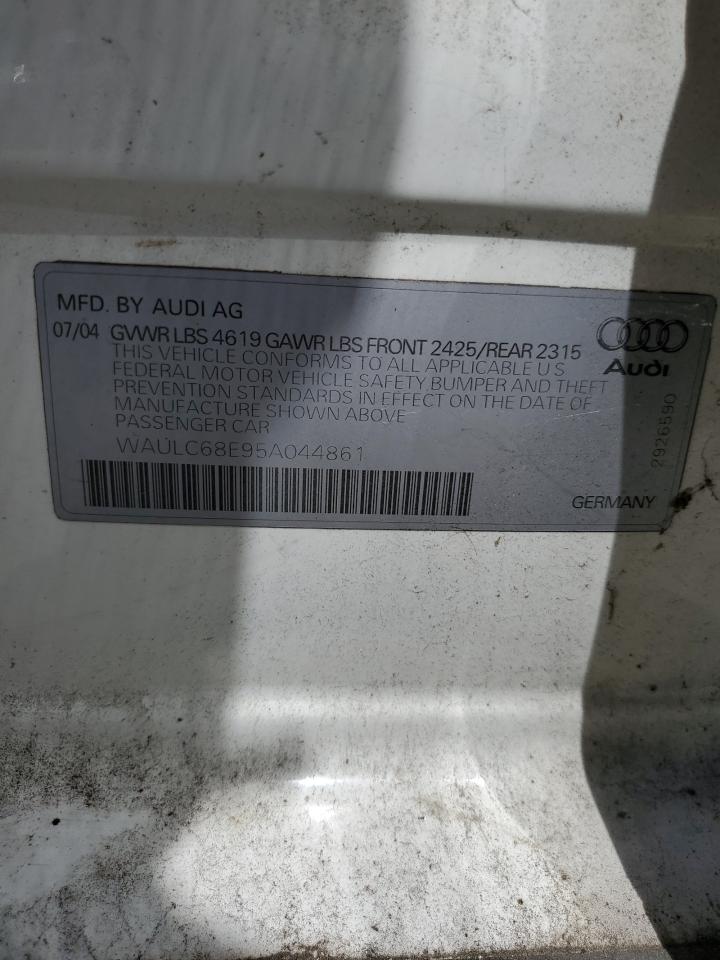 MFD. BY AUDI AG
07/04 GVWR LBS 4619 GAWR LBS FRONT 2425/REAR 2315
THIS VEHICLE CONFORMS TO ALL APPLICABLE U S
FEDERAL MOTOR VEHICLE SAFETY BUMPER AND THEFT
PREVENTION STANDARDS IN EFFECT ON THE DATE OF
MANUFACTURE SHOWN ABOVE
PASSENGER CAR
WAULC68E95A044861
Audi
2926590
GERMANY